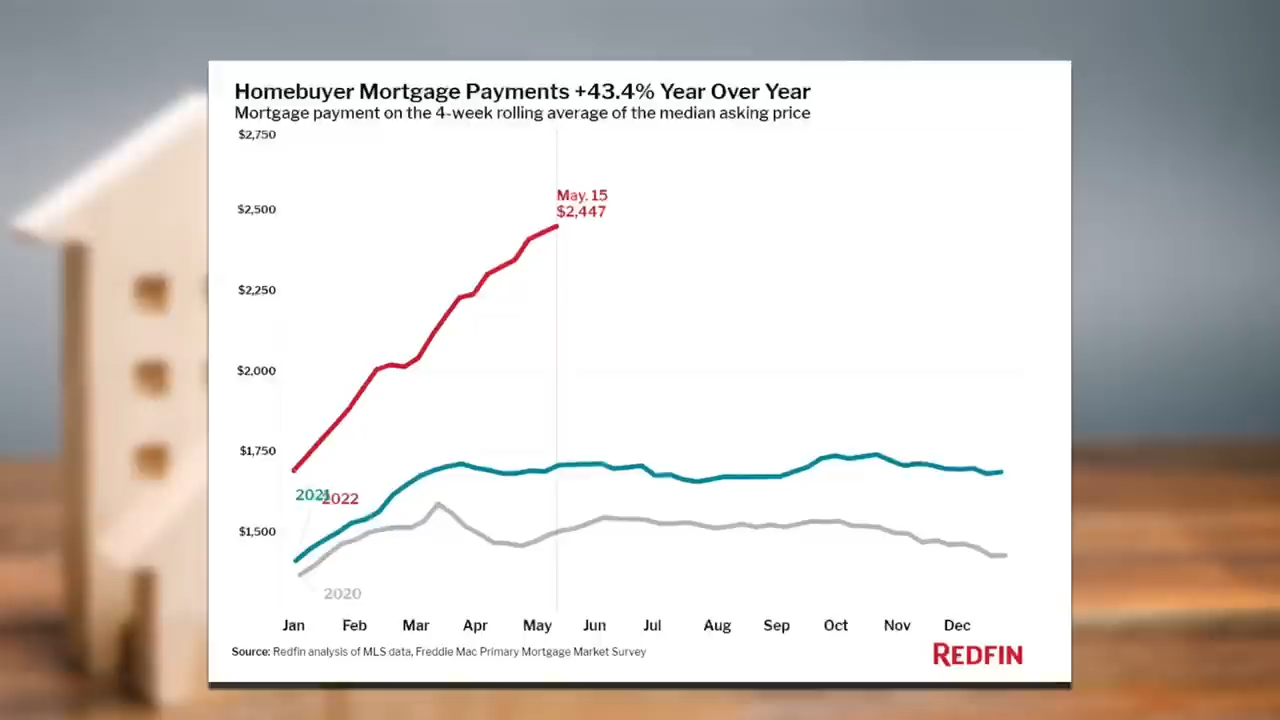 Homebuyer Mortgage Payments +43.4% Year Over Year
Mortgage payment on the 4-week rolling average of the median asking price
$2,750
May. 15
$2,447
$2,500
$2,250
$2,000
$1,750
2021
2022
$1,500
2020
Jan Feb Mar Apr May Jun Jul Aug Sep Oct Nov Dec
Source: Redfin analysis of MLS data, Freddie Mac Primary Mortgage Market Survey
REDFIN